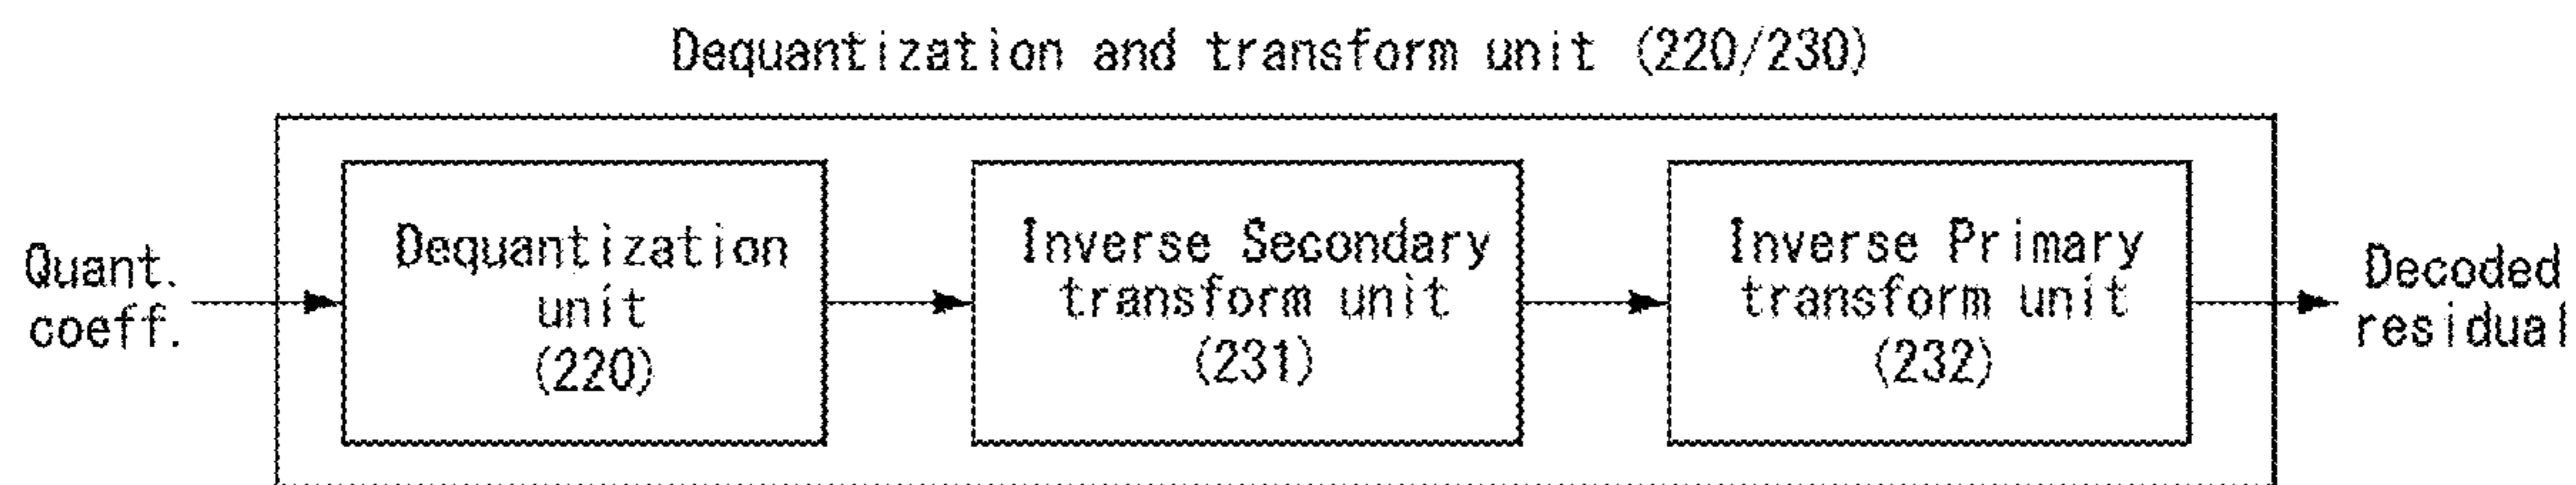 Dequantization and transform unit (220/230)
Quant.
coeff.
Dequantization
unit
(220)
Inverse Secondary
transform unit
(231)
Inverse Primary
transform unit
(232)
Decoded
residual